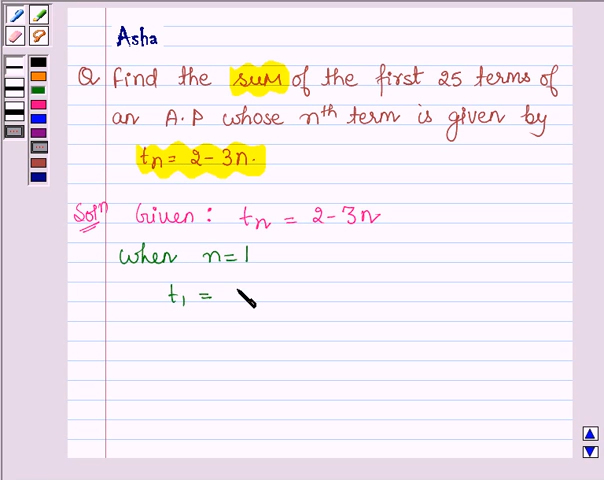 Asha
Q Find the sum of the first 25 terms of
an A.P whose nth term is given by
tn = 2 - 3n.
Soln Given : tn = 2 - 3n
when n = 1
t1 =